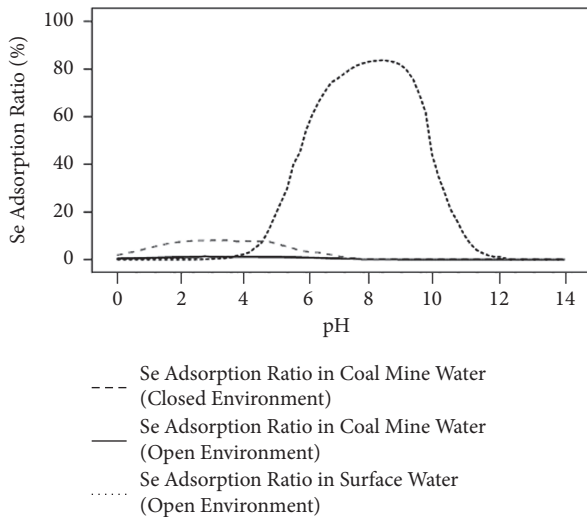 100
80
60
40
20
0
Se Adsorption Ratio (%)
0 2 4 6 8 10 12 14
pH
Se Adsorption Ratio in Coal Mine Water
(Closed Environment)
Se Adsorption Ratio in Coal Mine Water
(Open Environment)
Se Adsorption Ratio in Surface Water
(Open Environment)